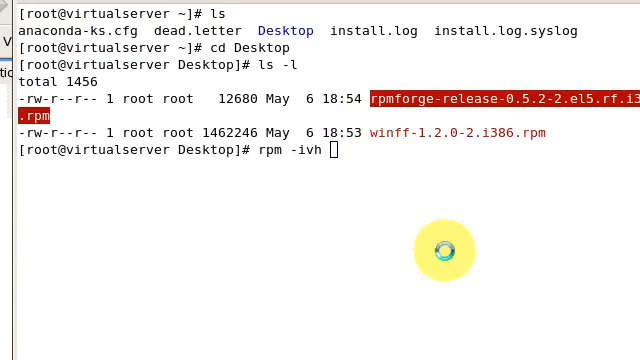 [root@virtualserver ~]# ls
anaconda-ks.cfg  dead.letter  Desktop  install.log  install.log.syslog
[root@virtualserver ~]# cd Desktop
[root@virtualserver Desktop]# ls -l
total 1456
-rw-r--r-- 1 root root   12680 May  6 18:54 rpmforge-release-0.5.2-2.el5.rf.i3
.rpm
-rw-r--r-- 1 root root 1462246 May  6 18:53 winff-1.2.0-2.i386.rpm
[root@virtualserver Desktop]# rpm -ivh